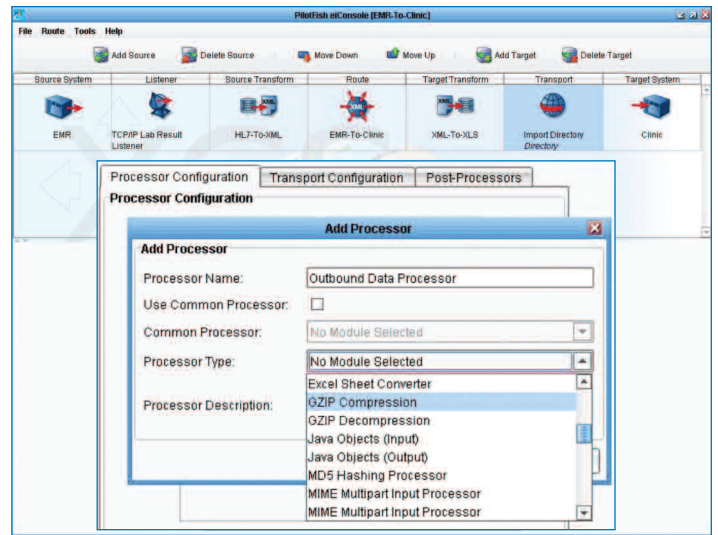 PilotFish eiConsole [EMR-To-Clinic]
File Route Tools Help
Add Source Delete Source Move Down Move Up Add Target Delete Target
Source System Listener Source Transform Route Target Transform Transport Target System
EMR TCP/IP Lab Result Listener HL7-To-XML EMR-To-Clinic XML-To-XLS Import Directory Clinic
Directory
Processor Configuration Transport Configuration Post-Processors
Processor Configuration
Add Processor
Add Processor
Processor Name: Outbound Data Processor
Use Common Processor:
Common Processor: No Module Selected
Processor Type: No Module Selected
Excel Sheet Converter
Processor Description: GZIP Compression
GZIP Decompression
Java Objects (Input)
Java Objects (Output)
MD5 Hashing Processor
MIME Multipart Input Processor
MIME Multipart Input Processor